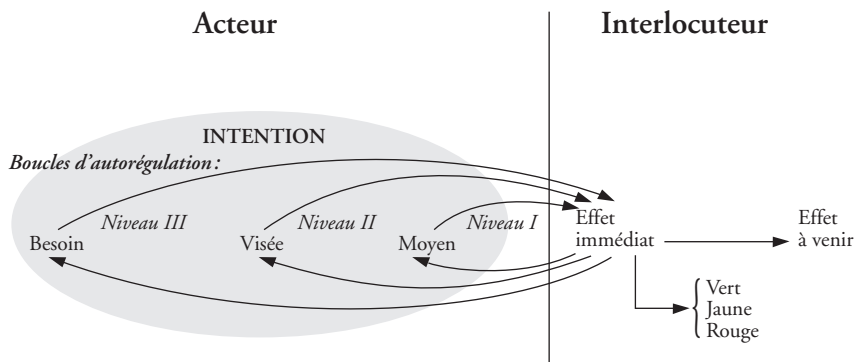 Acteur
Interlocuteur
INTENTION
Boucles d'autorégulation :
Niveau III
Niveau II
Niveau I
Besoin
Visée
Moyen
Effet
immédiat
Effet
à venir
Vert
Jaune
Rouge